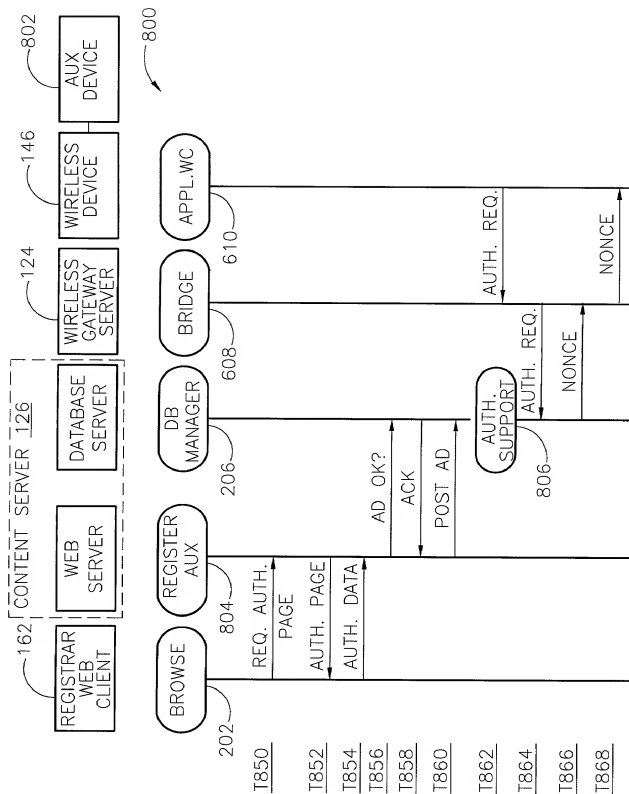 802
146
124
162
800
CONTENT SERVER 126
REGISTRAR
WEB
CLIENT
WEB
SERVER
DATABASE
SERVER
WIRELESS
GATEWAY
SERVER
WIRELESS
DEVICE
AUX
DEVICE
BROWSE
REGISTER
AUX
DB
MANAGER
BRIDGE
APPL.WC
202
804
206
608
610
T850
REQ. AUTH.
PAGE
T852
AUTH. PAGE
T854
AUTH. DATA
T856
AD OK?
T858
ACK
T860
POST AD
T862
AUTH.
SUPPORT
806
AUTH. REQ.
T864
AUTH. REQ.
T866
NONCE
T868
NONCE